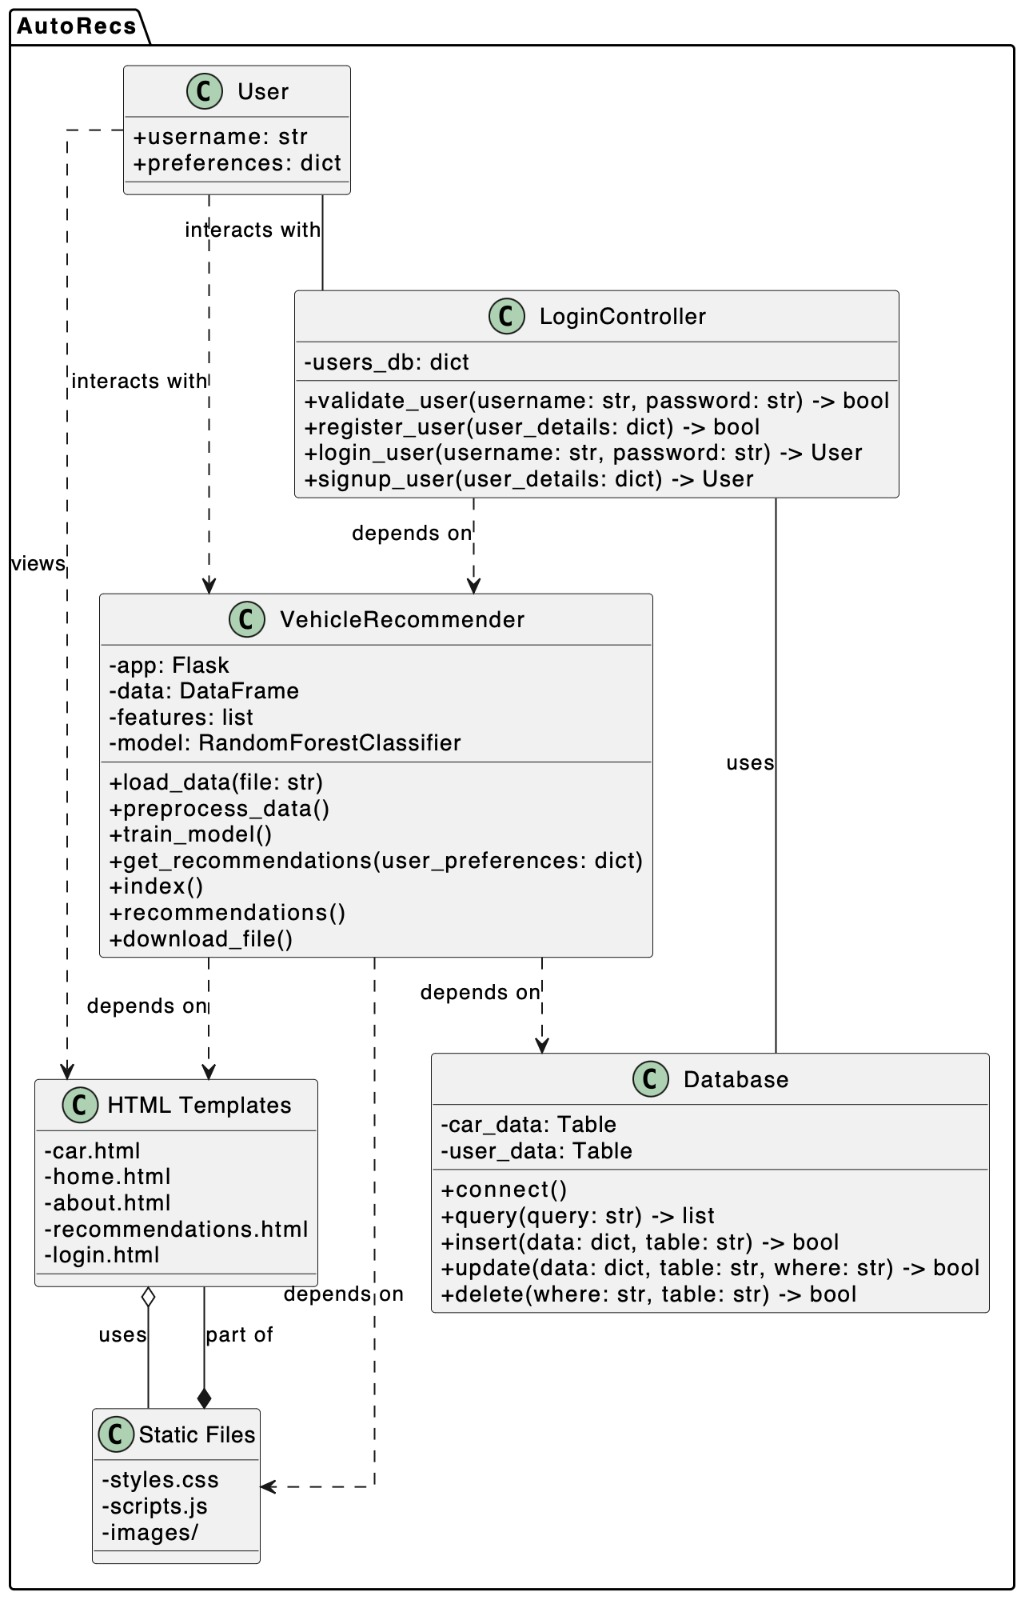 AutoRecs
C User
+username: str
+preferences: dict
interacts with
interacts with
views
C LoginController
-users_db: dict
+validate_user(username: str, password: str) -> bool
+register_user(user_details: dict) -> bool
+login_user(username: str, password: str) -> User
+signup_user(user_details: dict) -> User
depends on
uses
C VehicleRecommender
-app: Flask
-data: DataFrame
-features: list
-model: RandomForestClassifier
+load_data(file: str)
+preprocess_data()
+train_model()
+get_recommendations(user_preferences: dict)
+index()
+recommendations()
+download_file()
depends on
depends on
depends on
C HTML Templates
-car.html
-home.html
-about.html
-recommendations.html
-login.html
C Database
-car_data: Table
-user_data: Table
+connect()
+query(query: str) -> list
+insert(data: dict, table: str) -> bool
+update(data: dict, table: str, where: str) -> bool
+delete(where: str, table: str) -> bool
uses
part of
C Static Files
-styles.css
-scripts.js
-images/